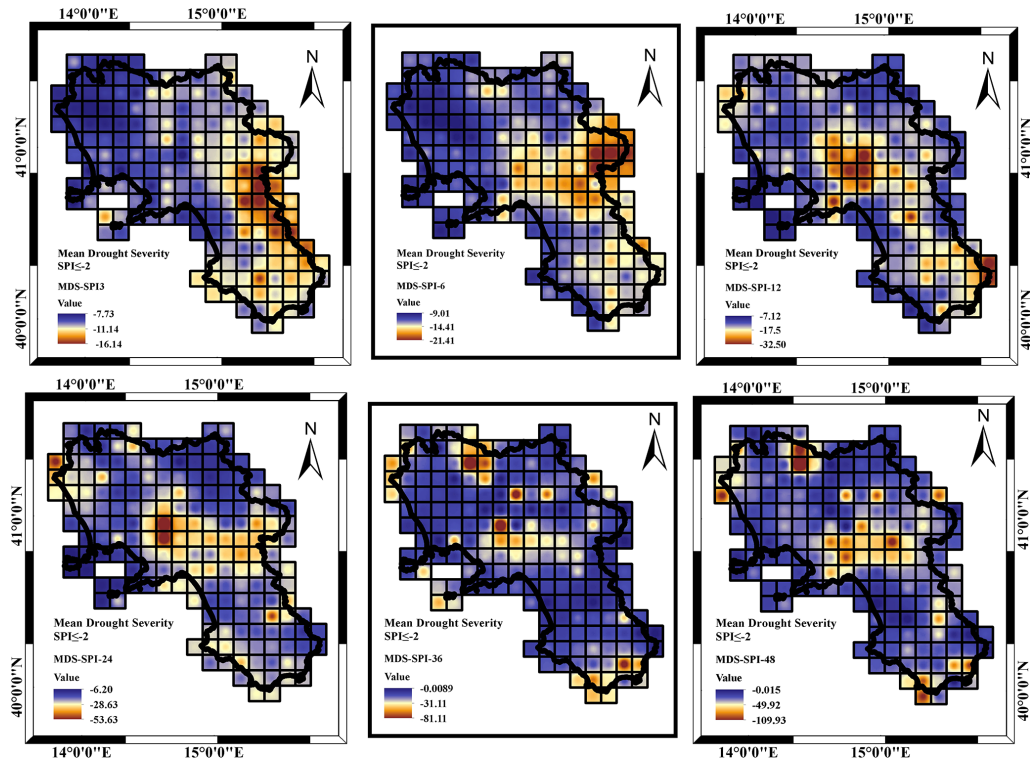 14°0'0"E 15°0'0"E
14°0'0"E 15°0'0"E
N
N
N
41°0'0"N
41°0'0"N
40°0'0"N
40°0'0"N
Mean Drought Severity
SPI≤-2
MDS-SPI3
Value
-7.73
-11.14
-16.14
Mean Drought Severity
SPI≤-2
MDS-SPI-6
Value
-9.01
-14.41
-21.41
Mean Drought Severity
SPI≤-2
MDS-SPI-12
Value
-7.12
-17.5
-32.50
14°0'0"E 15°0'0"E
14°0'0"E 15°0'0"E
N
N
N
41°0'0"N
41°0'0"N
40°0'0"N
40°0'0"N
Mean Drought Severity
SPI≤-2
MDS-SPI-24
Value
-6.20
-28.63
-53.63
Mean Drought Severity
SPI≤-2
MDS-SPI-36
Value
-0.0089
-31.11
-81.11
Mean Drought Severity
SPI≤-2
MDS-SPI-48
Value
-0.015
-49.92
-109.93
14°0'0"E 15°0'0"E
14°0'0"E 15°0'0"E